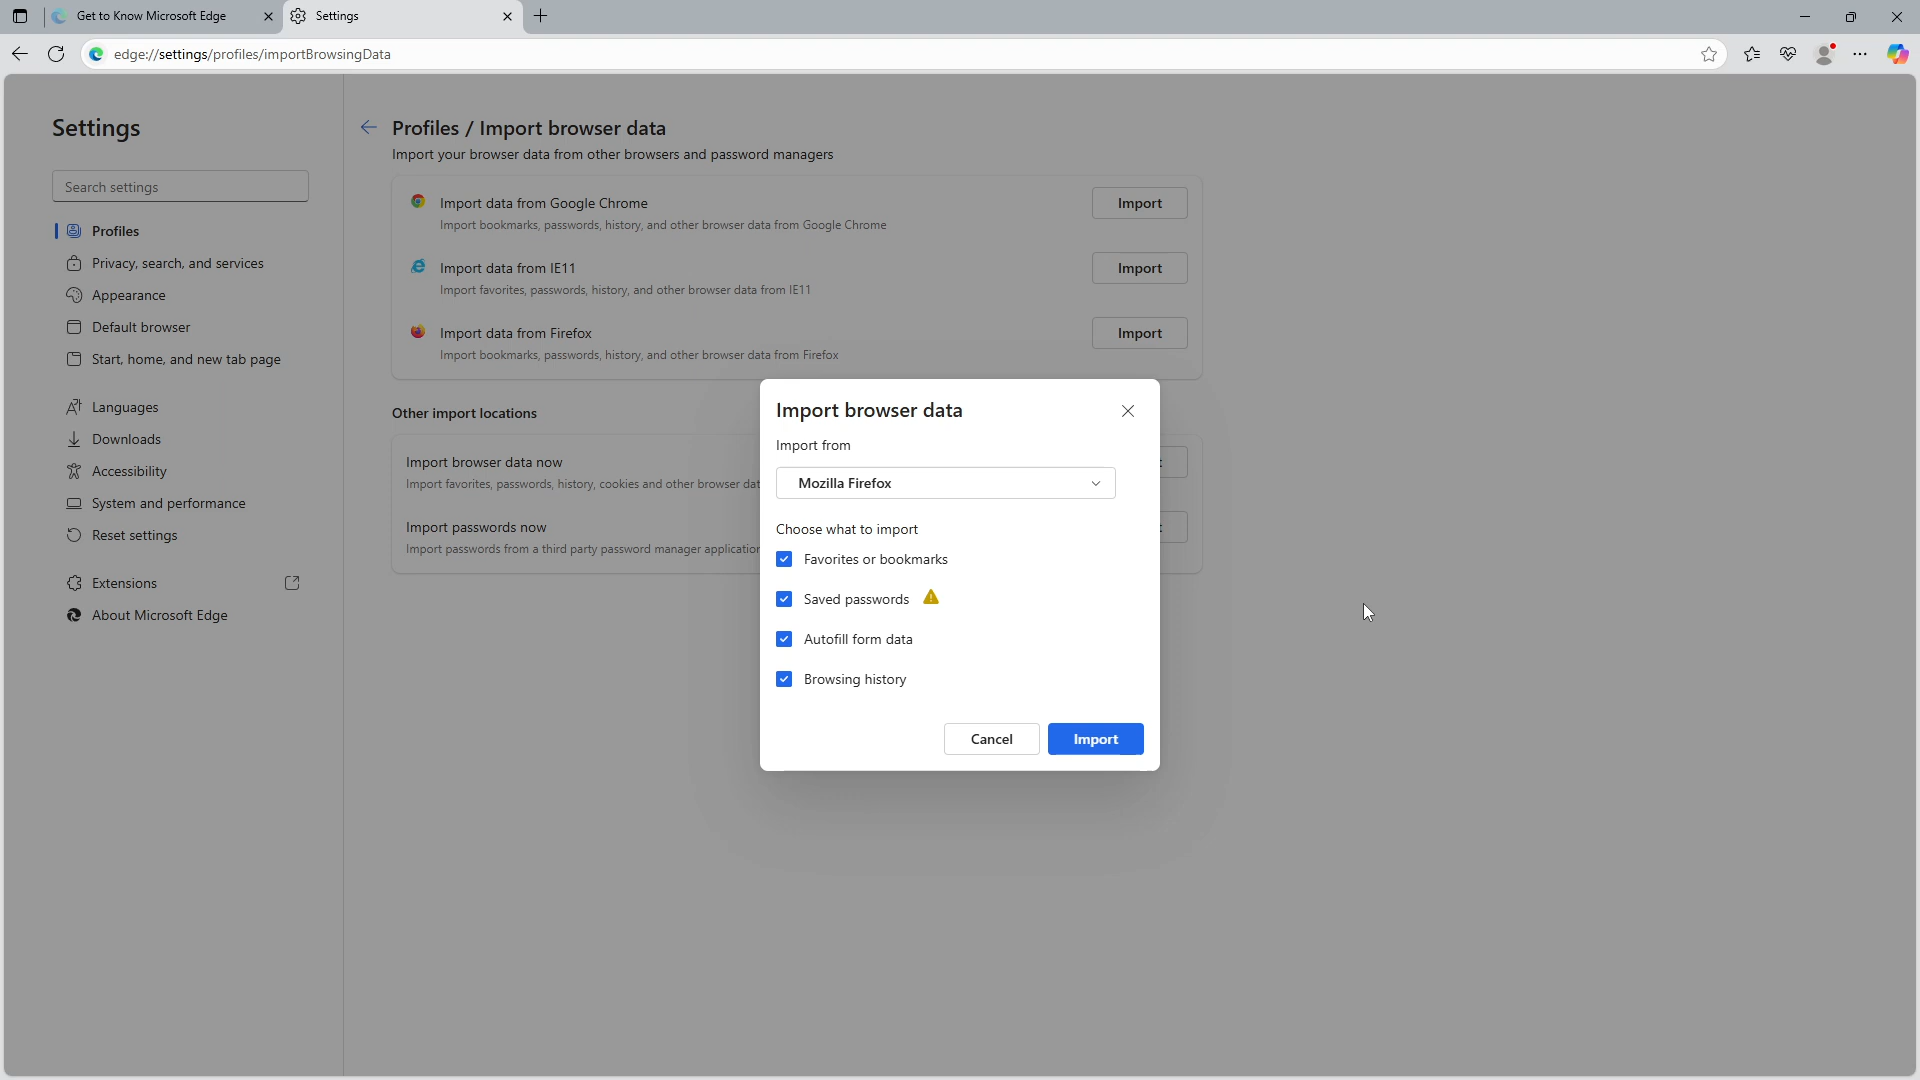 Get to Know Microsoft Edge
Settings
edge://settings/profiles/importBrowsingData
Settings
Search settings
Profiles
Privacy, search, and services
Appearance
Default browser
Start, home, and new tab page
Languages
Downloads
Accessibility
System and performance
Reset settings
Extensions
About Microsoft Edge
Profiles / Import browser data
Import your browser data from other browsers and password managers
Import data from Google Chrome
Import bookmarks, passwords, history, and other browser data from Google Chrome
Import
Import data from IE11
Import favorites, passwords, history, and other browser data from IE11
Import
Import data from Firefox
Import bookmarks, passwords, history, and other browser data from Firefox
Import
Other import locations
Import browser data now
Import favorites, passwords, history, cookies and other browser
Import passwords now
Import passwords from a third party password manager
Import browser data
Import from
Mozilla Firefox
Choose what to import
Favorites or bookmarks
Saved passwords
Autofill form data
Browsing history
Cancel
Import